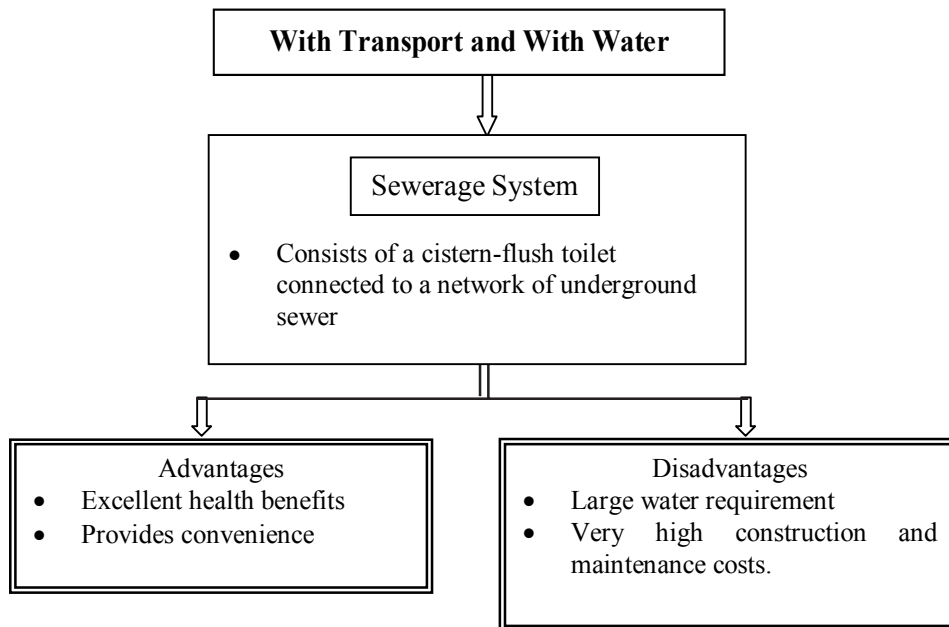 With Transport and With Water
Sewerage System
• Consists of a cistern-flush toilet
connected to a network of underground
sewer
Advantages
• Excellent health benefits
• Provides convenience
Disadvantages
• Large water requirement
• Very high construction and
maintenance costs.